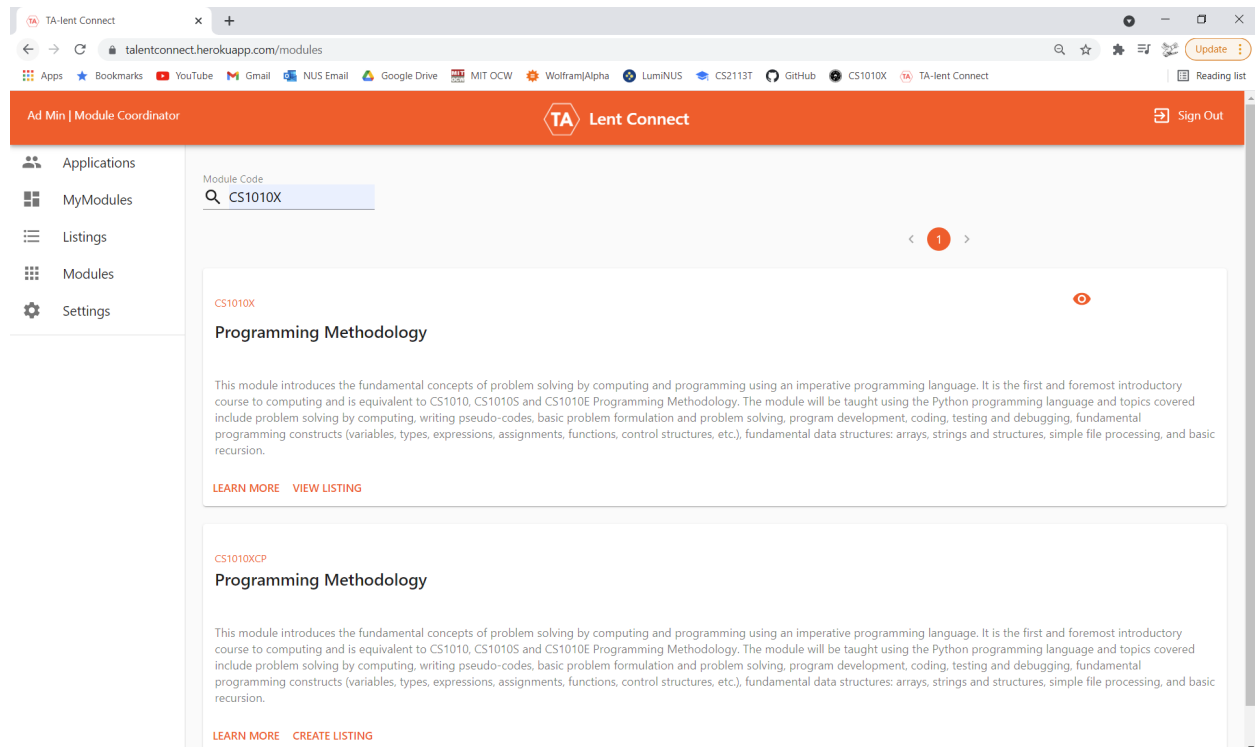 TA TA-lent Connect
talentconnect.herokuapp.com/modules
Update
Apps Bookmarks YouTube Gmail NUS Email Google Drive MIT OCW Wolfram|Alpha LumiNUS CS2113T GitHub CS1010X TA TA-lent Connect Reading list
Ad Min | Module Coordinator
TA Lent Connect
Sign Out
Applications
MyModules
Listings
Modules
Settings
Module Code
CS1010X
< 1 >
CS1010X
Programming Methodology
This module introduces the fundamental concepts of problem solving by computing and programming using an imperative programming language. It is the first and foremost introductory
course to computing and is equivalent to CS1010, CS1010S and CS1010E Programming Methodology. The module will be taught using the Python programming language and topics covered
include problem solving by computing, writing pseudo-codes, basic problem formulation and problem solving, program development, coding, testing and debugging, fundamental
programming constructs (variables, types, expressions, assignments, functions, control structures, etc.), fundamental data structures: arrays, strings and structures, simple file processing, and basic
recursion.
LEARN MORE VIEW LISTING
CS1010XCP
Programming Methodology
This module introduces the fundamental concepts of problem solving by computing and programming using an imperative programming language. It is the first and foremost introductory
course to computing and is equivalent to CS1010, CS1010S and CS1010E Programming Methodology. The module will be taught using the Python programming language and topics covered
include problem solving by computing, writing pseudo-codes, basic problem formulation and problem solving, program development, coding, testing and debugging, fundamental
programming constructs (variables, types, expressions, assignments, functions, control structures, etc.), fundamental data structures: arrays, strings and structures, simple file processing, and basic
recursion.
LEARN MORE CREATE LISTING